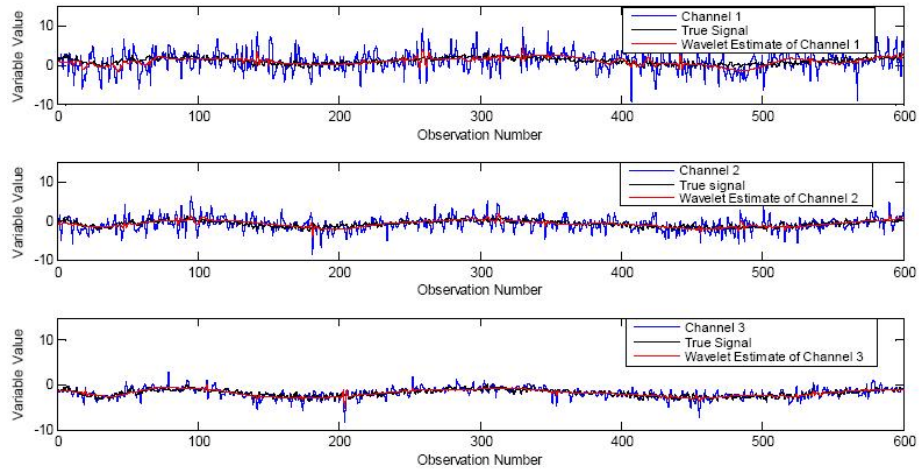 Variable Value
10
0
-10
0
100
200
300
400
500
600
Observation Number
Channel 1
True Signal
Wavelet Estimate of Channel 1
Variable Value
10
0
-10
0
100
200
300
400
500
600
Observation Number
Channel 2
True signal
Wavelet Estimate of Channel 2
Variable Value
10
0
-10
0
100
200
300
400
500
600
Observation Number
Channel 3
True Signal
Wavelet Estimate of Channel 3